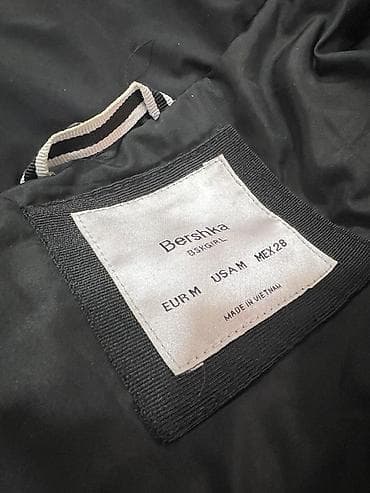 Bershka
BSKGIRL
EUR M USA M MEX 28
MADE IN VIETNAM